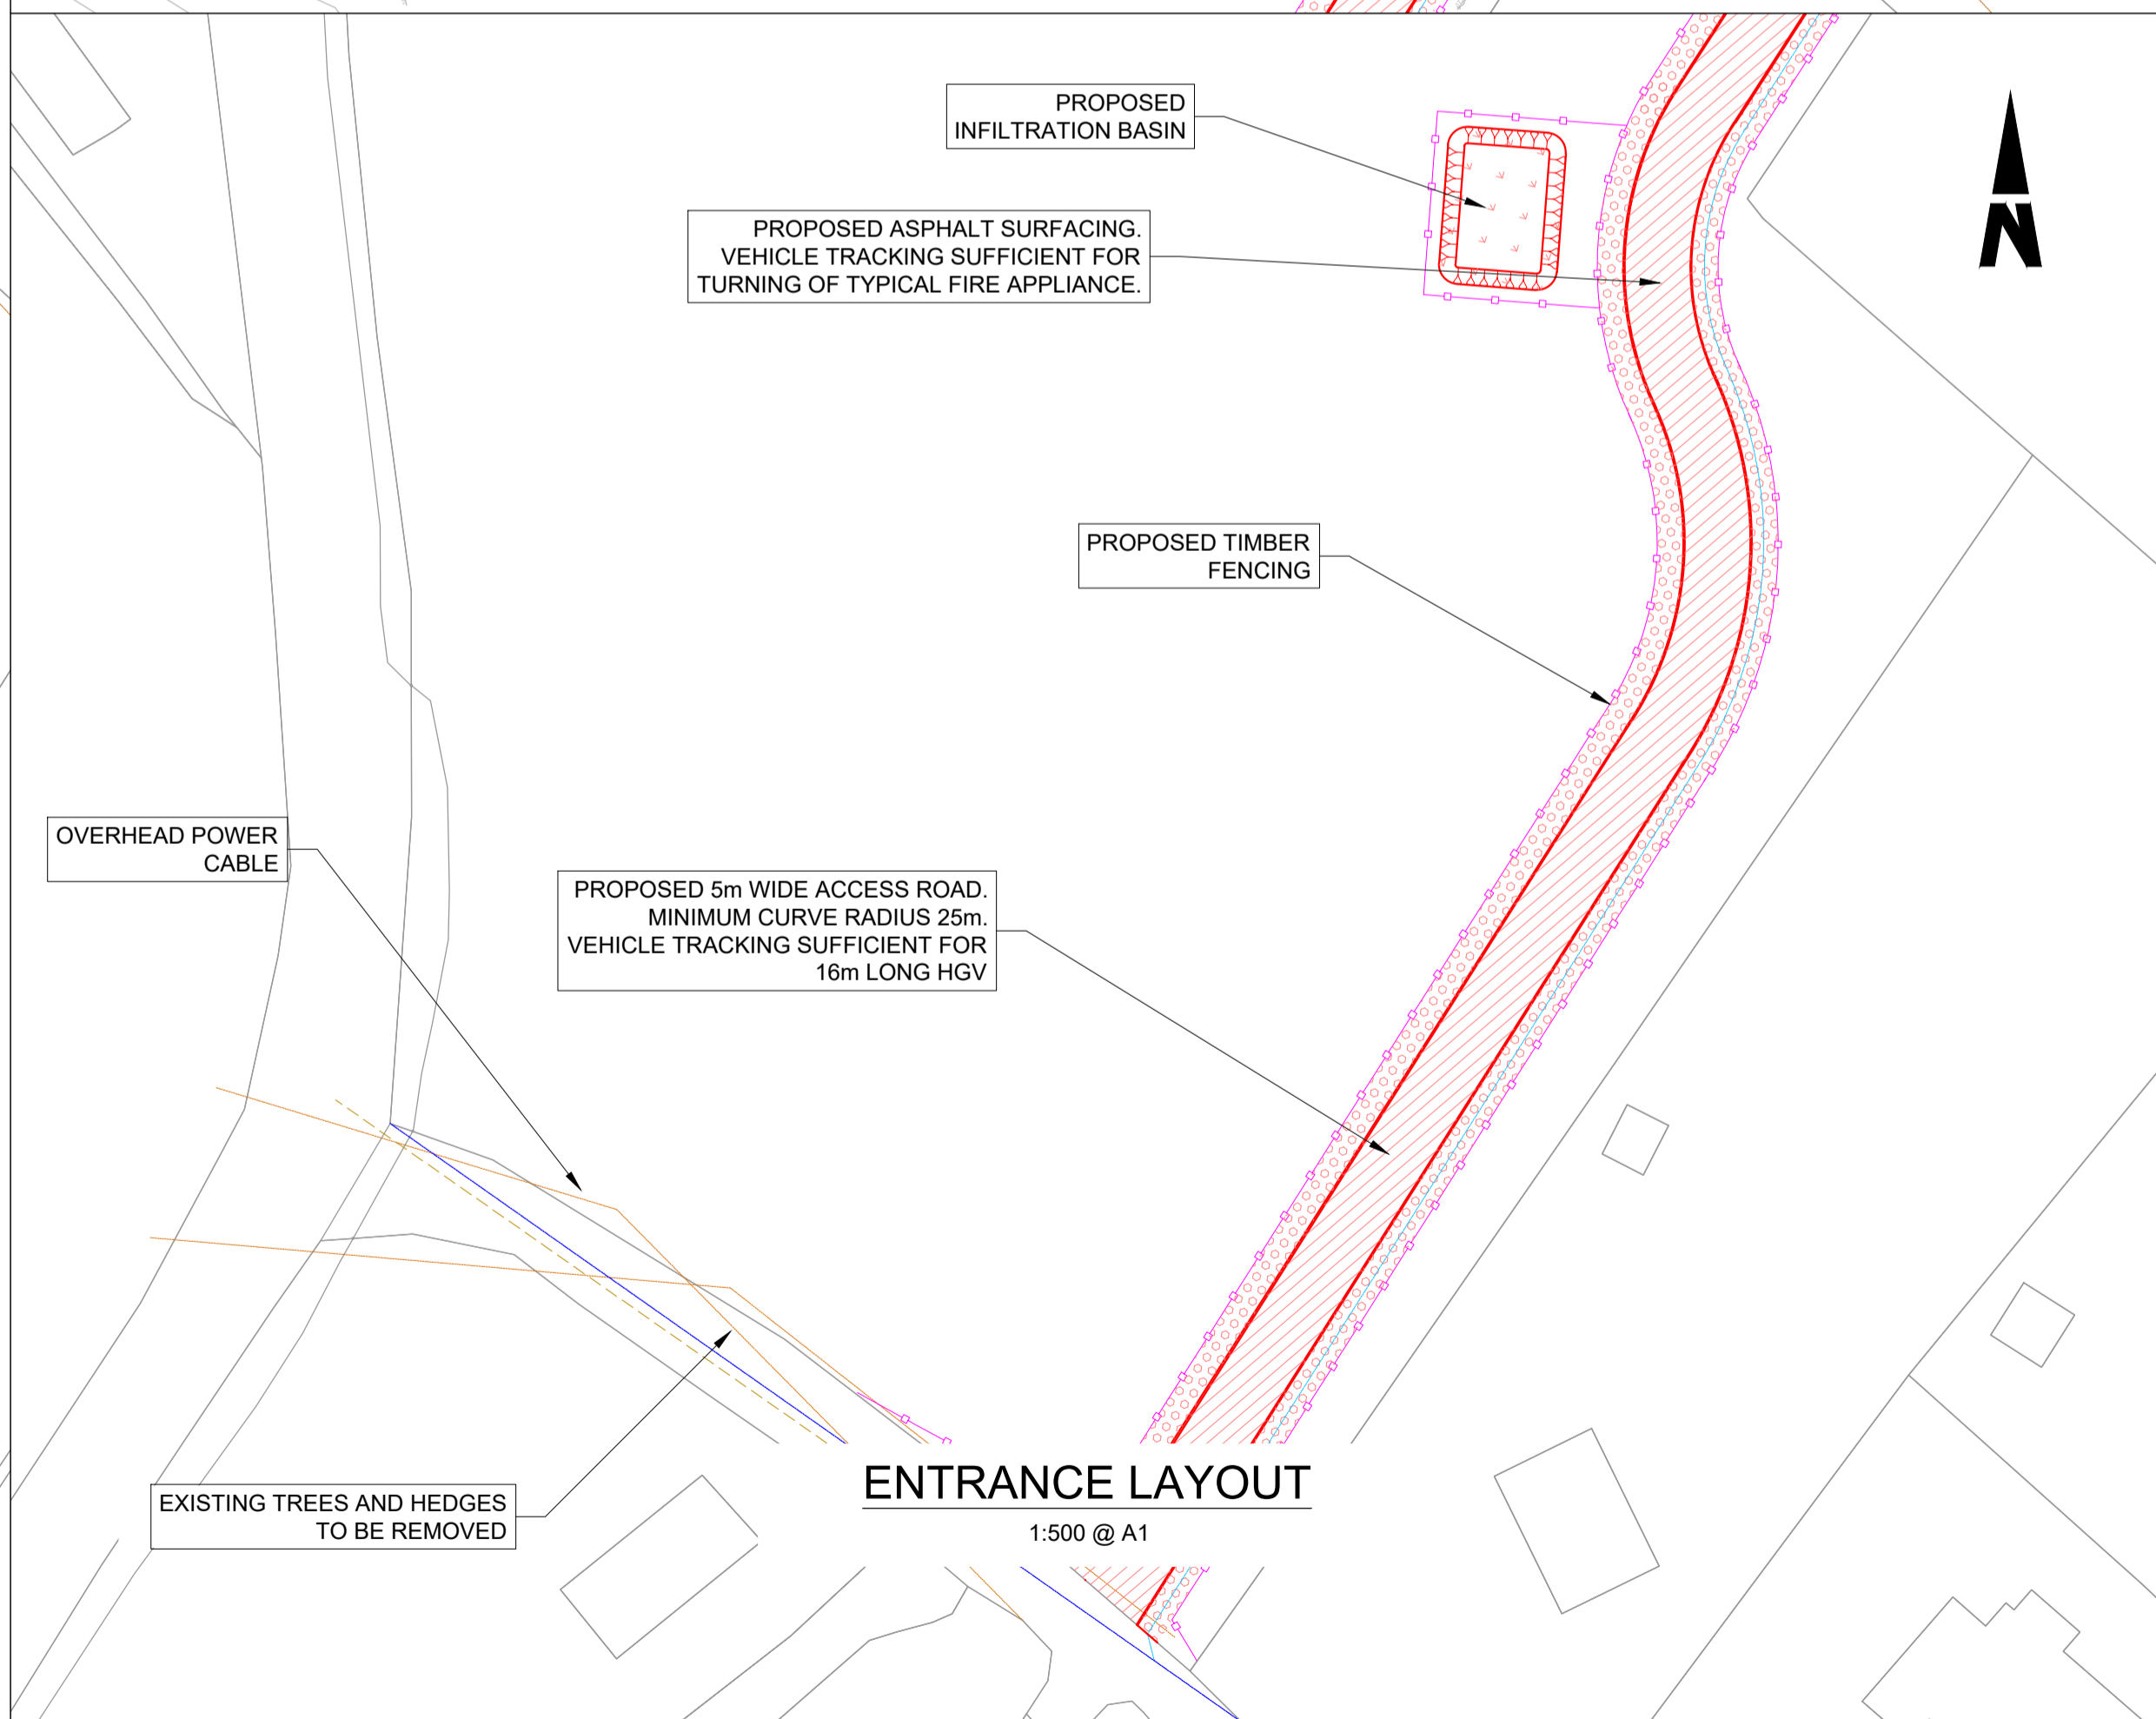 PROPOSED
INFILTRATION BASIN
PROPOSED ASPHALT SURFACING.
VEHICLE TRACKING SUFFICIENT FOR
TURNING OF TYPICAL FIRE APPLIANCE.
N
PROPOSED TIMBER
FENCING
OVERHEAD POWER
CABLE
PROPOSED 5m WIDE ACCESS ROAD.
MINIMUM CURVE RADIUS 25m.
VEHICLE TRACKING SUFFICIENT FOR
16m LONG HGV
EXISTING TREES AND HEDGES
TO BE REMOVED
ENTRANCE LAYOUT
1:500 @ A1